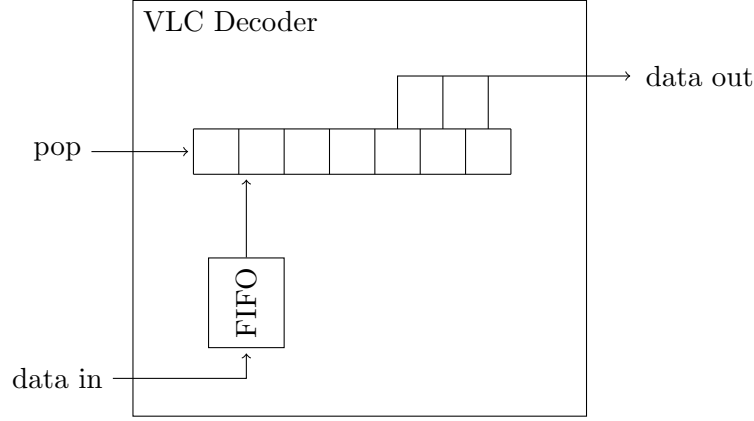 VLC Decoder
data out
pop
FIFO
data in